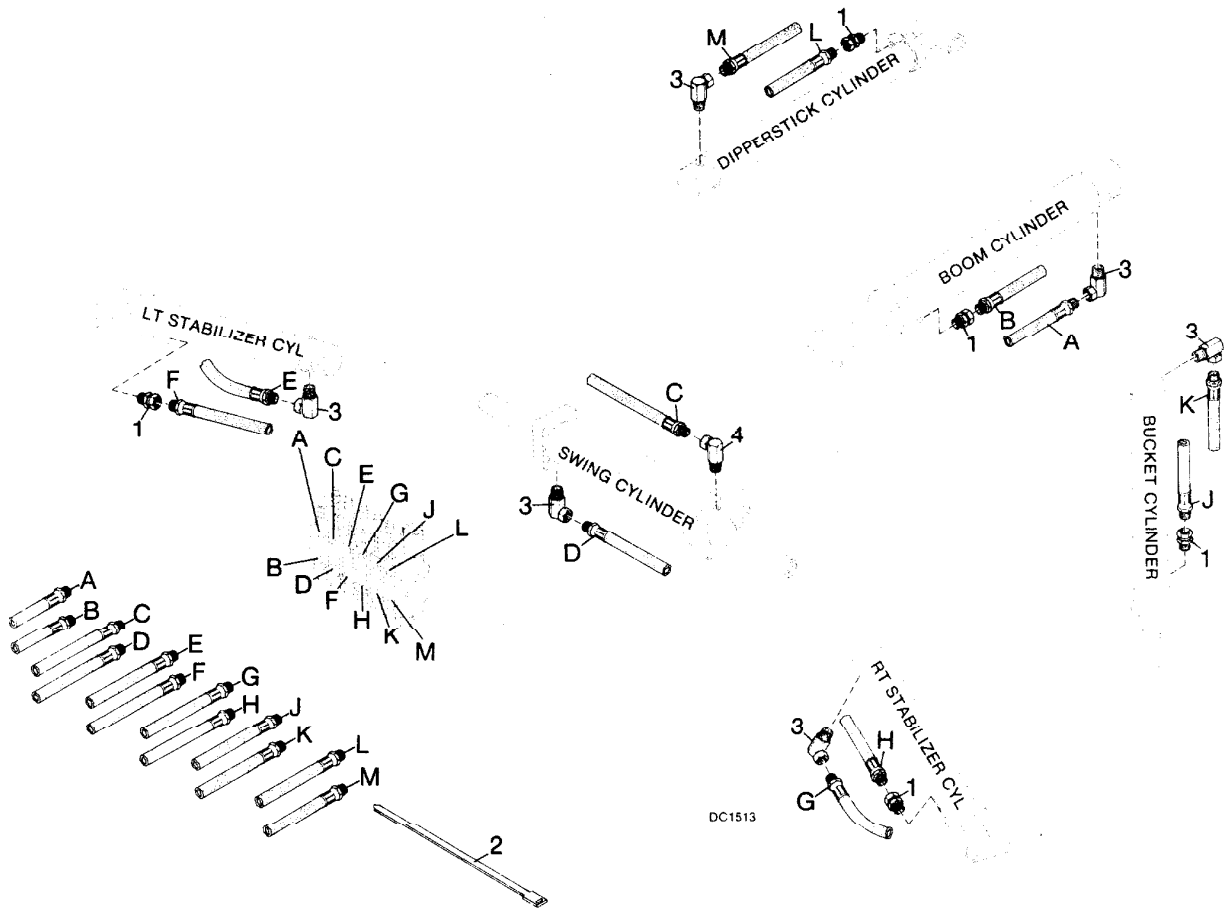 1
M
L
3
DIPPERSTICK CYLINDER
BOOM CYLINDER
3
B
1
A
LT STABILIZER CYL
F
E
1
3
3
K
BUCKET CYLINDER
J
1
C
4
SWING CYLINDER
3
D
A
C
E
G
J
L
B
D
F
H
K
M
A
B
C
D
E
F
G
H
J
K
L
M
2
RT STABILIZER CYL
3
H
1
G
DC1513